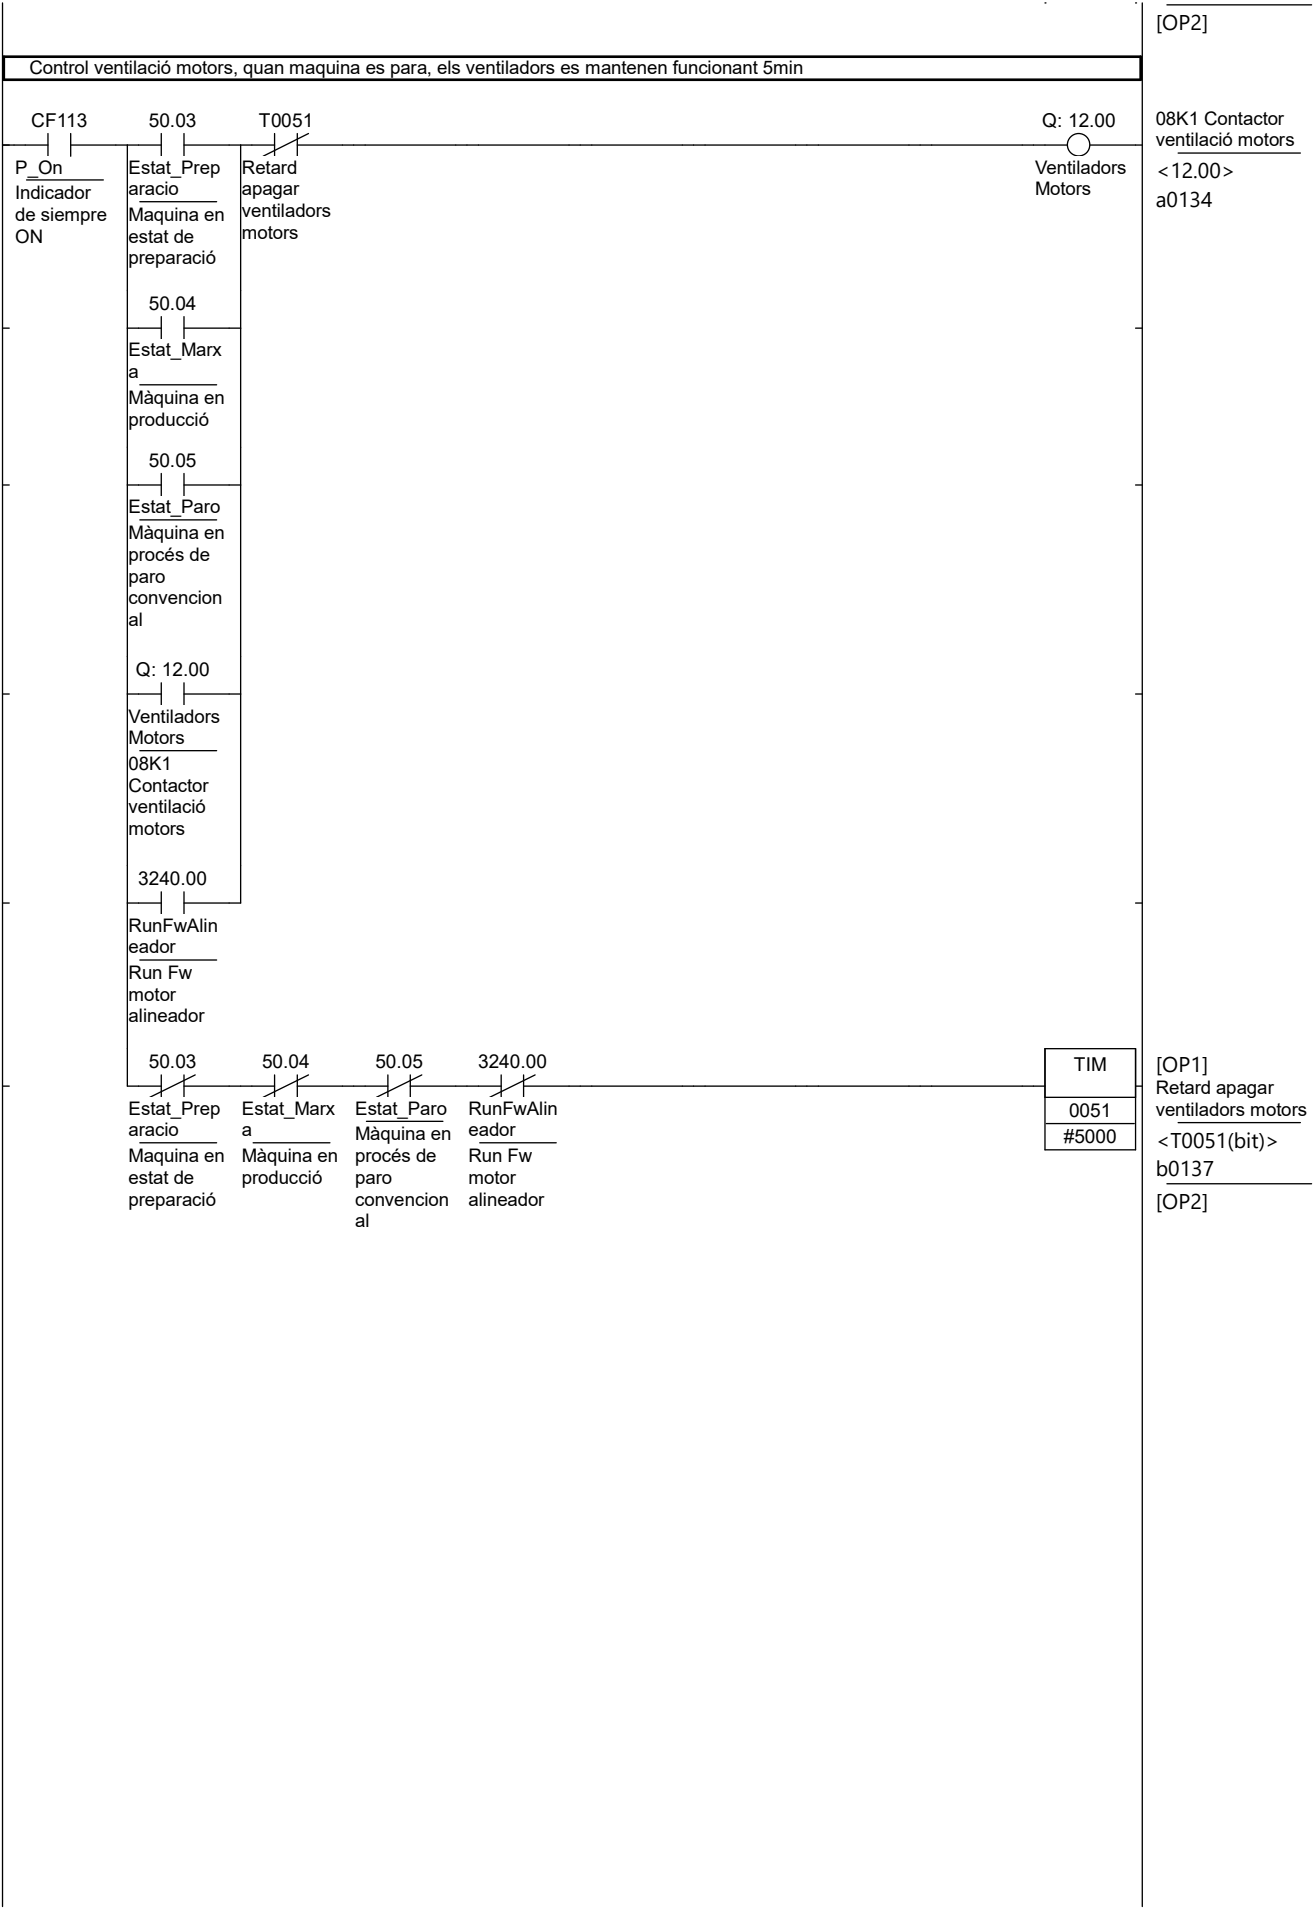 [OP2]
Control ventilació motors, quan maquina es para, els ventiladors es mantenen funcionant 5min
CF113
P_On
Indicador
de siempre
ON
50.03
Estat_Prep
aracio
Maquina en
estat de
preparació
T0051
Retard
apagar
ventiladors
motors
Q: 12.00
Ventiladors
Motors
08K1 Contactor
ventilació motors
<12.00>
a0134
50.04
Estat_Marx
a
Màquina en
producció
50.05
Estat_Paro
Màquina en
procés de
paro
convencion
al
Q: 12.00
Ventiladors
Motors
08K1
Contactor
ventilació
motors
3240.00
RunFwAlin
eador
Run Fw
motor
alineador
50.03
Estat_Prep
aracio
Maquina en
estat de
preparació
50.04
Estat_Marx
a
Màquina en
producció
50.05
Estat_Paro
Màquina en
procés de
paro
convencion
al
3240.00
RunFwAlin
eador
Run Fw
motor
alineador
TIM
0051
#5000
[OP1]
Retard apagar
ventiladors motors
<T0051(bit)>
b0137
[OP2]